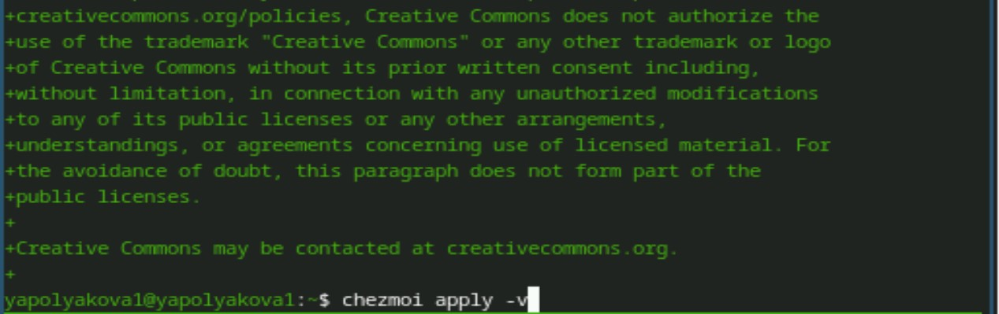 +creativecommons.org/policies, Creative Commons does not authorize the
+use of the trademark "Creative Commons" or any other trademark or logo
+of Creative Commons without its prior written consent including,
+without limitation, in connection with any unauthorized modifications
+to any of its public licenses or any other arrangements,
+understandings, or agreements concerning use of licensed material. For
+the avoidance of doubt, this paragraph does not form part of the
+public licenses.
+
+Creative Commons may be contacted at creativecommons.org.
+
yapolyakova1@yapolyakova1:~$ chezmoi apply -v